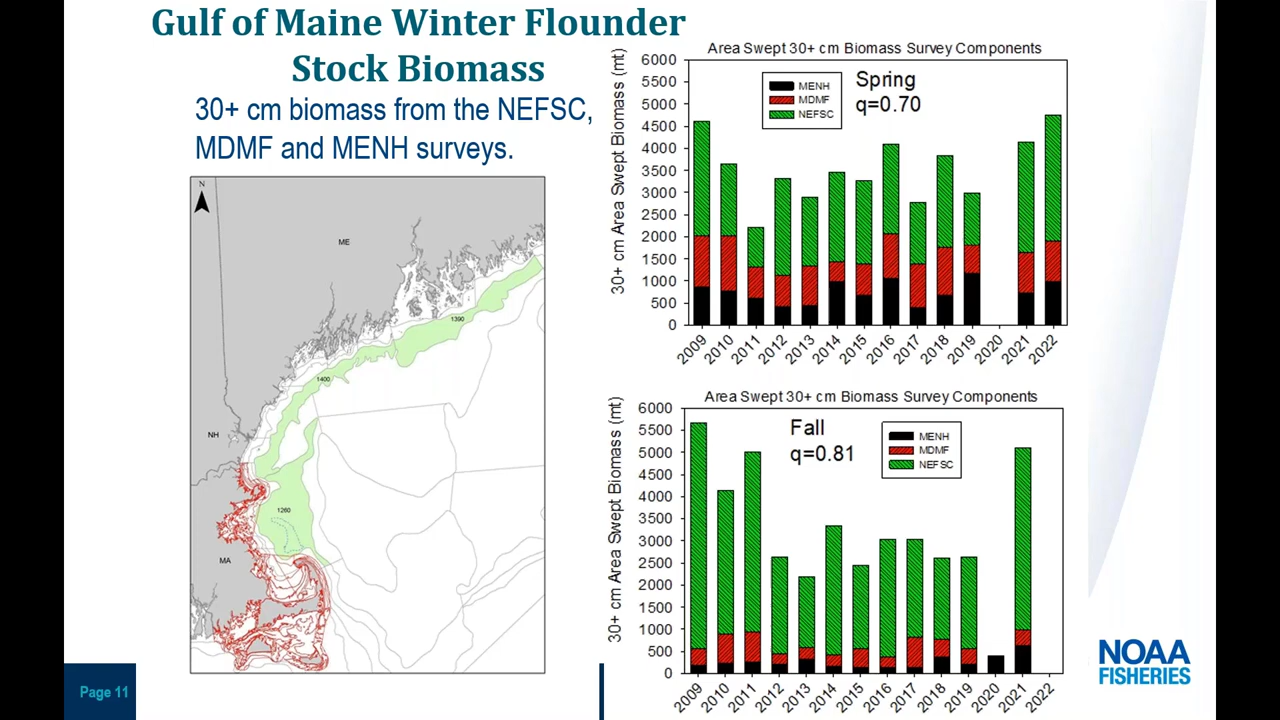 Gulf of Maine Winter Flounder
Stock Biomass
30+ cm biomass from the NEFSC,
MDMF and MENH surveys.
N
ME
1390
1400
NH
1260
MA
Area Swept 30+ cm Biomass Survey Components
30+ cm Area Swept Biomass (mt)
6000
5500
5000
4500
4000
3500
3000
2500
2000
1500
1000
500
0
MENH
MDMF
NEFSC
Spring
q=0.70
2009
2010
2011
2012
2013
2014
2015
2016
2017
2018
2019
2020
2021
2022
Area Swept 30+ cm Biomass Survey Components
30+ cm Area Swept Biomass (mt)
6000
5500
5000
4500
4000
3500
3000
2500
2000
1500
1000
500
0
Fall
q=0.81
MENH
MDMF
NEFSC
2009
2010
2011
2012
2013
2014
2015
2016
2017
2018
2019
2020
2021
2022
Page 11
NOAA
FISHERIES